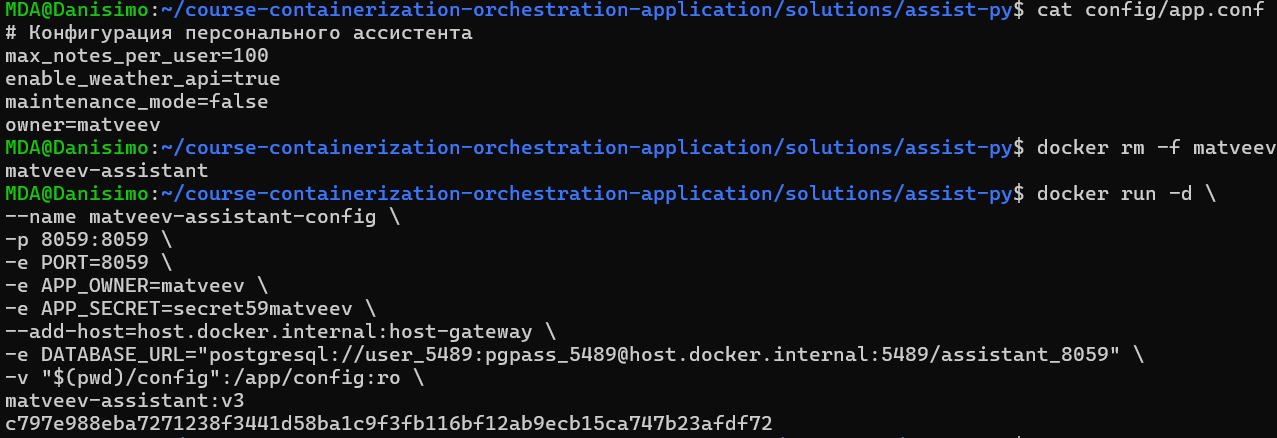 MDA@Danisimo:~/course-containerization-orchestration-application/solutions/assist-py$ cat config/app.conf
# Конфигурация персонального ассистента
max_notes_per_user=100
enable_weather_api=true
maintenance_mode=false
owner=matveev
MDA@Danisimo:~/course-containerization-orchestration-application/solutions/assist-py$ docker rm -f matveev
matveev-assistant
MDA@Danisimo:~/course-containerization-orchestration-application/solutions/assist-py$ docker run -d \
--name matveev-assistant-config \
-p 8059:8059 \
-e PORT=8059 \
-e APP_OWNER=matveev \
-e APP_SECRET=secret59matveev \
--add-host=host.docker.internal:host-gateway \
-e DATABASE_URL="postgresql://user_5489:pgpass_5489@host.docker.internal:5489/assistant_8059" \
-v "$(pwd)/config":/app/config:ro \
matveev-assistant:v3
c797e988eba7271238f3441d58ba1c9f3fb116bf12ab9ecb15ca747b23afdf72